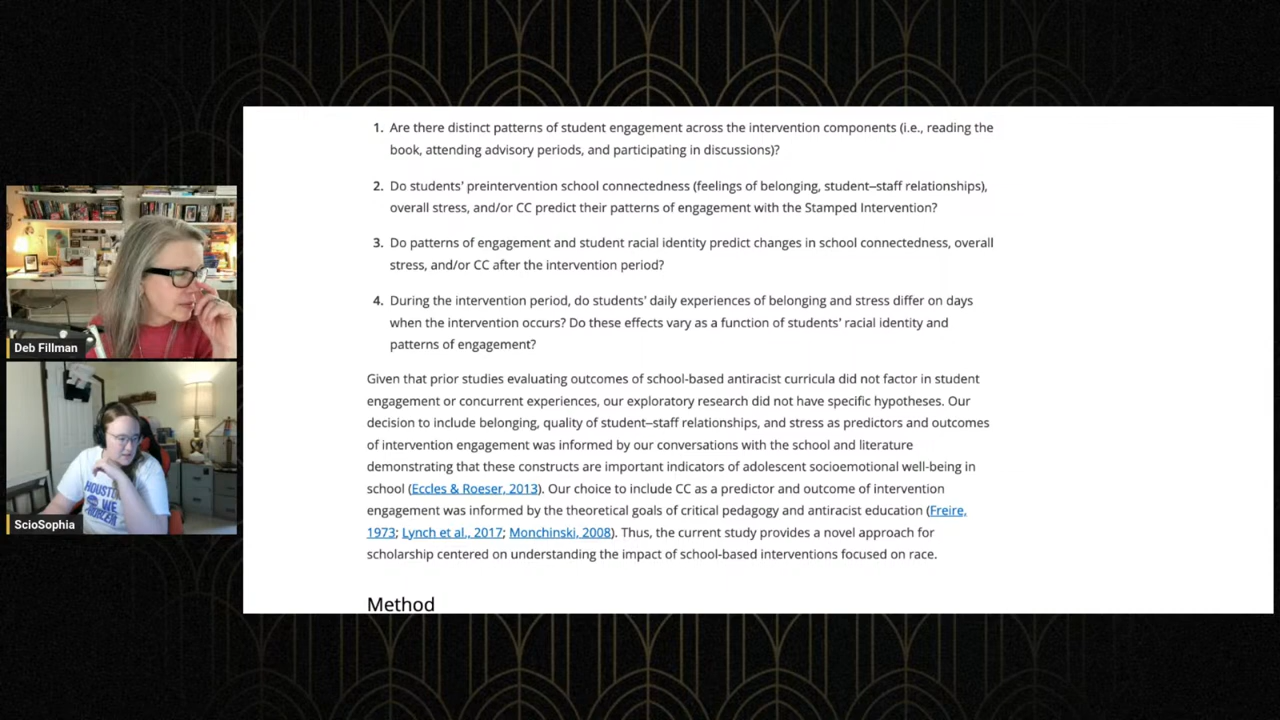 1. Are there distinct patterns of student engagement across the intervention components (i.e., reading the
book, attending advisory periods, and participating in discussions)?
2. Do students' preintervention school connectedness (feelings of belonging, student–staff relationships),
overall stress, and/or CC predict their patterns of engagement with the Stamped Intervention?
3. Do patterns of engagement and student racial identity predict changes in school connectedness, overall
stress, and/or CC after the intervention period?
4. During the intervention period, do students' daily experiences of belonging and stress differ on days
when the intervention occurs? Do these effects vary as a function of students' racial identity and
patterns of engagement?
Given that prior studies evaluating outcomes of school-based antiracist curricula did not factor in student
engagement or concurrent experiences, our exploratory research did not have specific hypotheses. Our
decision to include belonging, quality of student–staff relationships, and stress as predictors and outcomes
of intervention engagement was informed by our conversations with the school and literature
demonstrating that these constructs are important indicators of adolescent socioemotional well-being in
school (Eccles & Roeser, 2013). Our choice to include CC as a predictor and outcome of intervention
engagement was informed by the theoretical goals of critical pedagogy and antiracist education (Freire,
1973; Lynch et al., 2017; Monchinski, 2008). Thus, the current study provides a novel approach for
scholarship centered on understanding the impact of school-based interventions focused on race.
Method
Deb Fillman
HOUSTON
WE
PROBLEM
ScioSophia